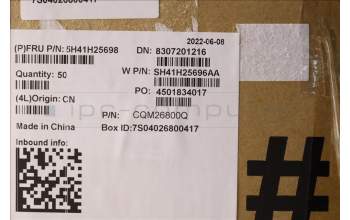 7S04026800417
2022-06-08
(P)FRU P/N: 5H41H25698
DN: 8307201216
Quantity: 50
W P/N: SH41H25696AA
(4L)Origin: CN
PO: 4501834017
P/N: CQM26800Q
Made in China
Box ID:7S04026800417
Inbound info:
#